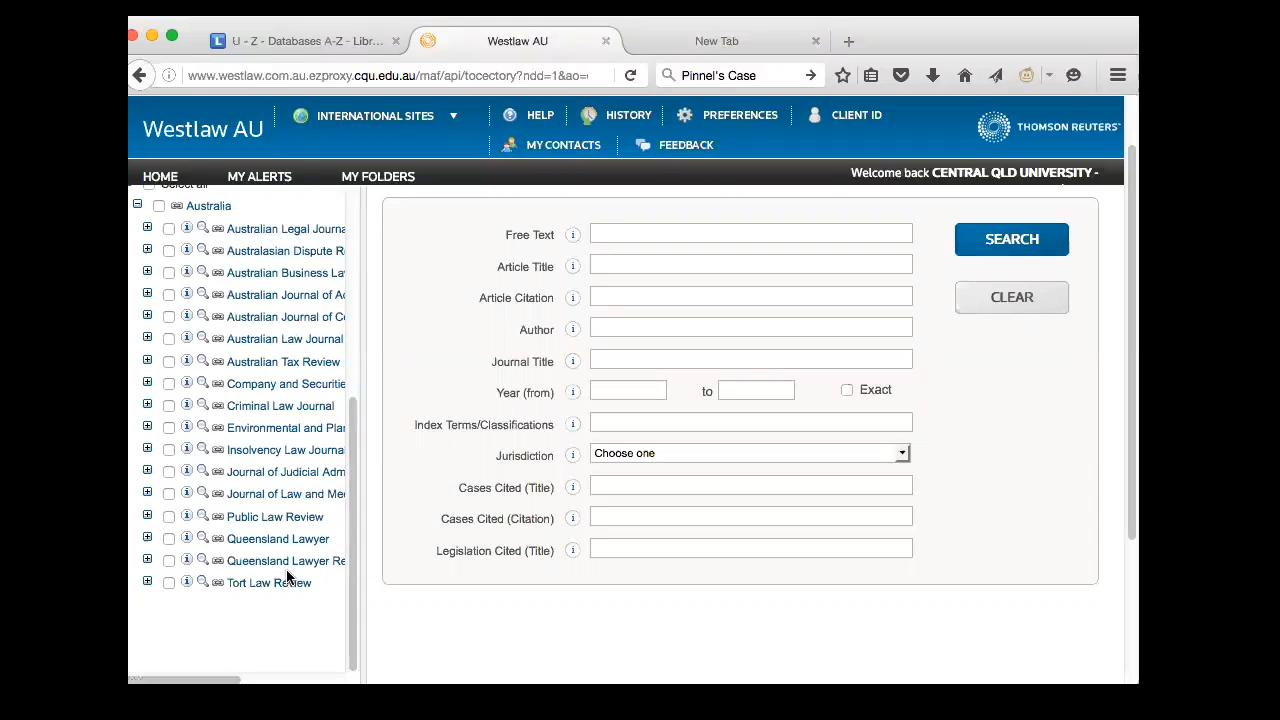 U - Z - Databases A-Z - Libr...
Westlaw AU
New Tab
www.westlaw.com.au.ezproxy.cqu.edu.au/maf/api/tocectory?ndd=1&ao=
Pinnel's Case
Westlaw AU
INTERNATIONAL SITES
HELP
HISTORY
PREFERENCES
CLIENT ID
MY CONTACTS
FEEDBACK
THOMSON REUTERS
HOME
MY ALERTS
MY FOLDERS
Welcome back CENTRAL QLD UNIVERSITY -
Select all
Australia
Australian Legal Journa
Australasian Dispute R
Australian Business La
Australian Journal of Ac
Australian Journal of C
Australian Law Journal
Australian Tax Review
Company and Securitie
Criminal Law Journal
Environmental and Pla
Insolvency Law Journa
Journal of Judicial Adm
Journal of Law and Me
Public Law Review
Queensland Lawyer
Queensland Lawyer Re
Tort Law Review
Free Text
Article Title
Article Citation
Author
Journal Title
Year (from)
to
Exact
Index Terms/Classifications
Jurisdiction
Choose one
Cases Cited (Title)
Cases Cited (Citation)
Legislation Cited (Title)
SEARCH
CLEAR